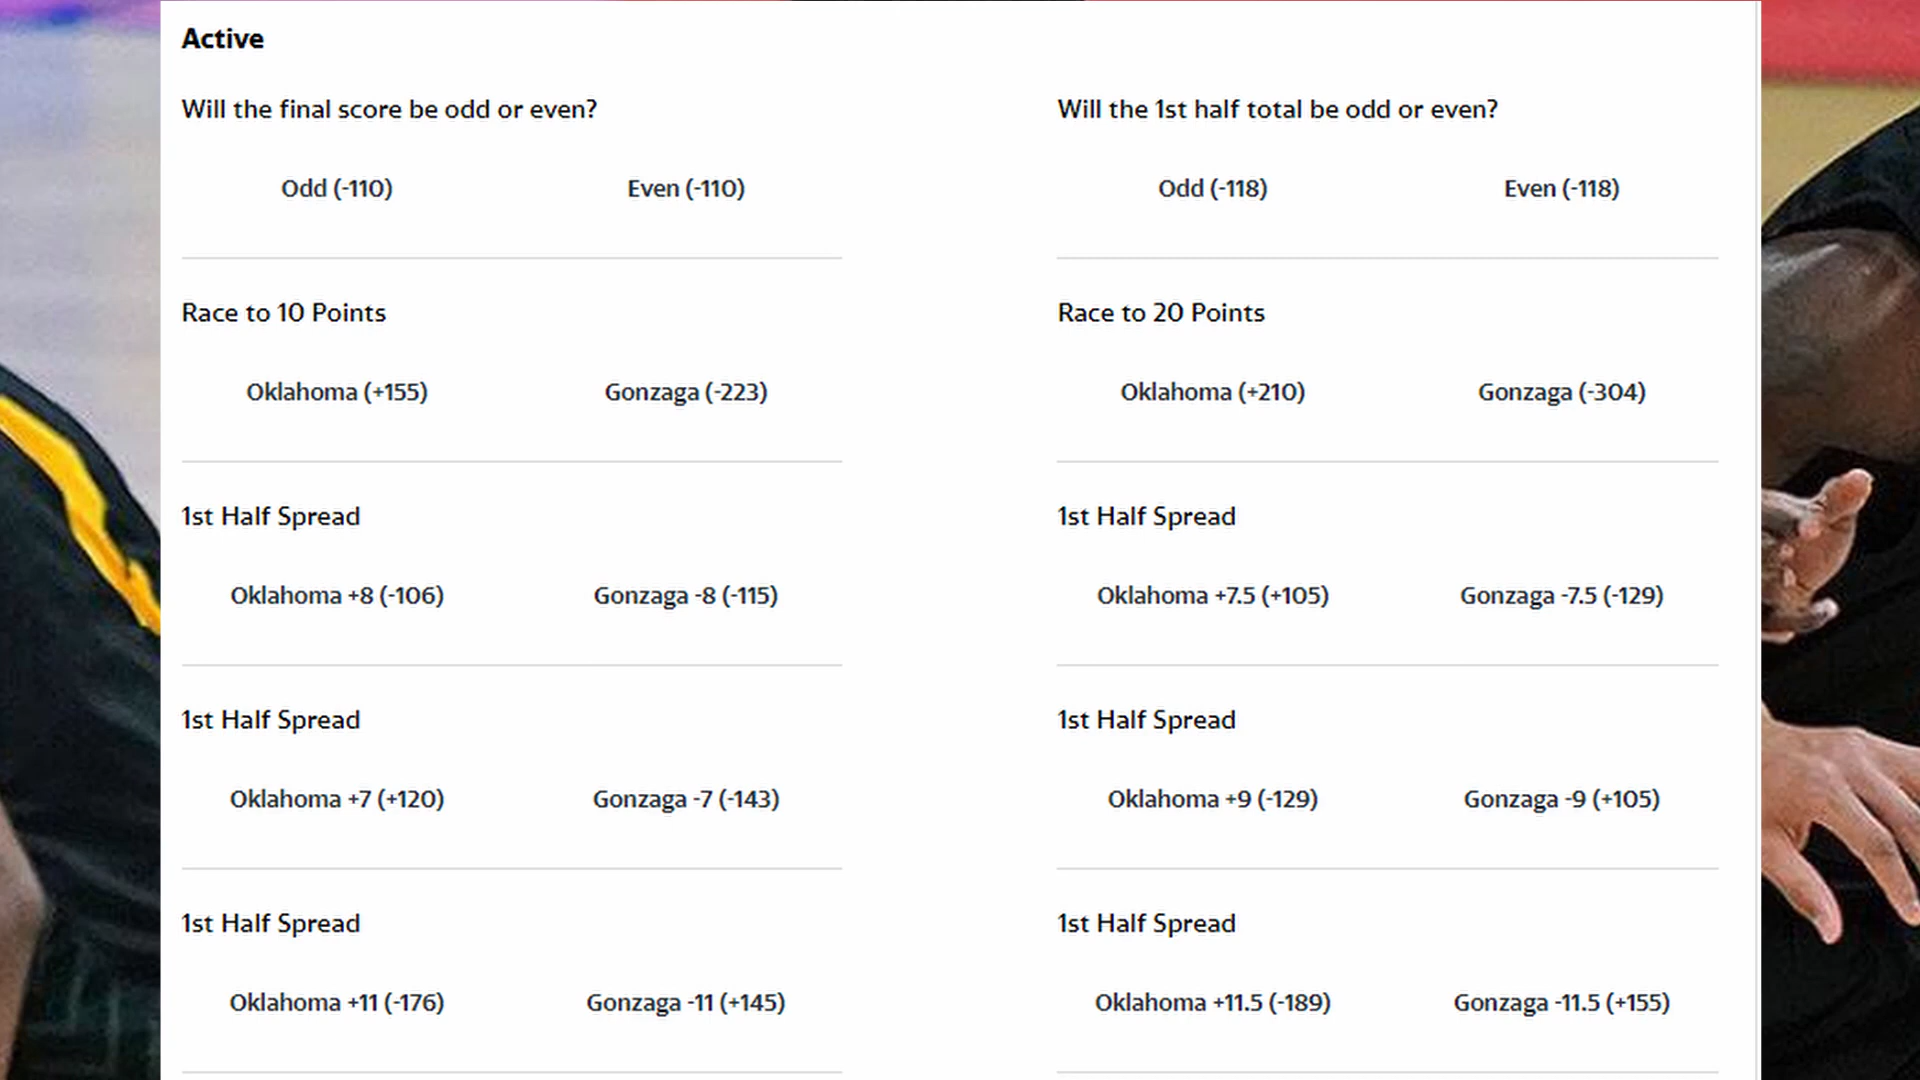 Active
Will the final score be odd or even?
Will the 1st half total be odd or even?
Odd (-110)
Even (-110)
Odd (-118)
Even (-118)
Race to 10 Points
Race to 20 Points
Oklahoma (+155)
Gonzaga (-223)
Oklahoma (+210)
Gonzaga (-304)
1st Half Spread
1st Half Spread
Oklahoma +8 (-106)
Gonzaga -8 (-115)
Oklahoma +7.5 (+105)
Gonzaga -7.5 (-129)
1st Half Spread
1st Half Spread
Oklahoma +7 (+120)
Gonzaga -7 (-143)
Oklahoma +9 (-129)
Gonzaga -9 (+105)
1st Half Spread
1st Half Spread
Oklahoma +11 (-176)
Gonzaga -11 (+145)
Oklahoma +11.5 (-189)
Gonzaga -11.5 (+155)